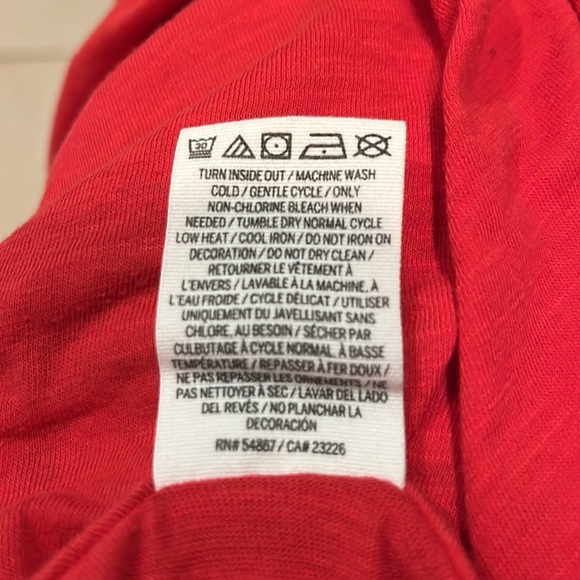 30
TURN INSIDE OUT / MACHINE WASH
COLD / GENTLE CYCLE / ONLY
NON-CHLORINE BLEACH WHEN
NEEDED / TUMBLE DRY NORMAL CYCLE
LOW HEAT / COOL IRON / DO NOT IRON ON
DECORATION / DO NOT DRY CLEAN /
RETOURNER LE VÊTEMENT À
L'ENVERS / LAVABLE À LA MACHINE, À
L'EAU FROIDE / CYCLE DÉLICAT / UTILISER
UNIQUEMENT DU JAVELLISANT SANS
CHLORE, AU BESOIN / SÉCHER PAR
CULBUTAGE À CYCLE NORMAL, À BASSE
TEMPÉRATURE / REPASSER À FER DOUX /
NE PAS REPASSER LES ORNEMENTS / NE
PAS NETTOYER À SEC / LAVAR DEL LADO
DEL REVÉS / NO PLANCHAR LA
DECORACIÓN
RN# 54867 / CA# 23226